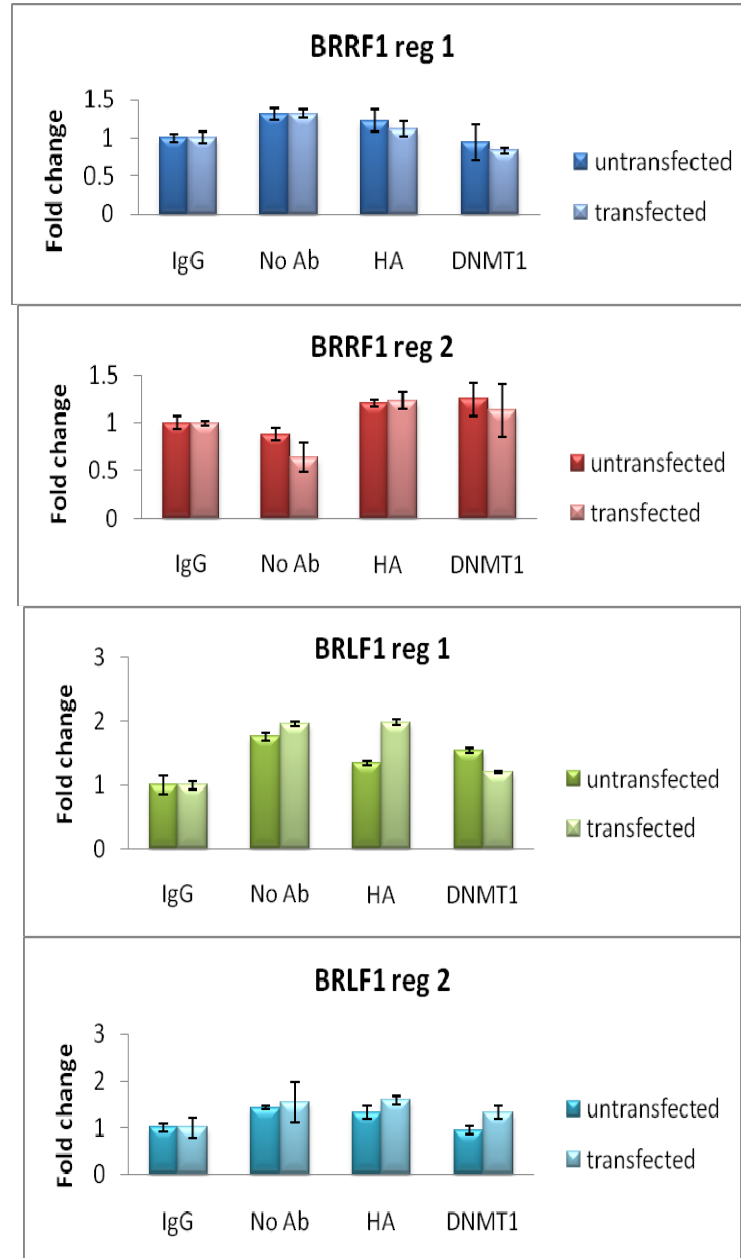 BRRF1 reg 1
Fold change
1.5
1
0.5
0
IgG No Ab HA DNMT1
untransfected
transfected
BRRF1 reg 2
Fold change
1.5
1
0.5
0
IgG No Ab HA DNMT1
untransfected
transfected
BRLF1 reg 1
Fold change
3
2
1
0
IgG No Ab HA DNMT1
untransfected
transfected
BRLF1 reg 2
Fold change
3
2
1
0
IgG No Ab HA DNMT1
untransfected
transfected